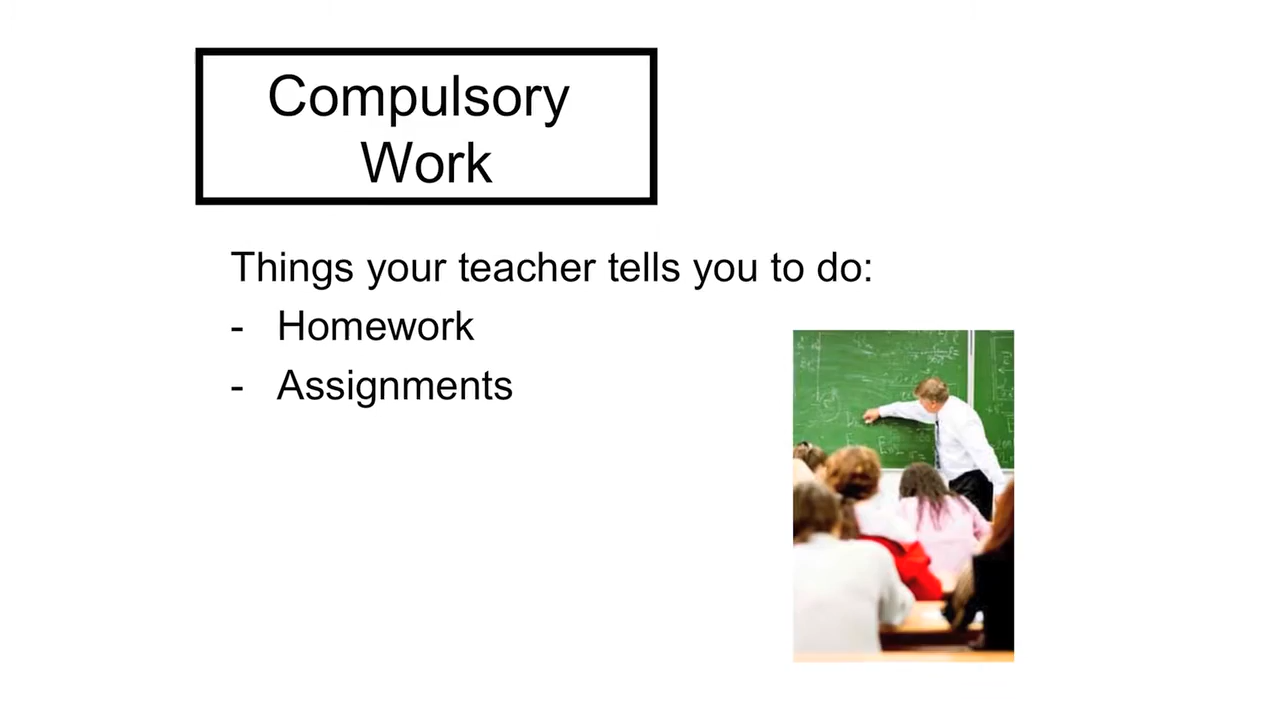 Compulsory
Work
Things your teacher tells you to do:
- Homework
- Assignments